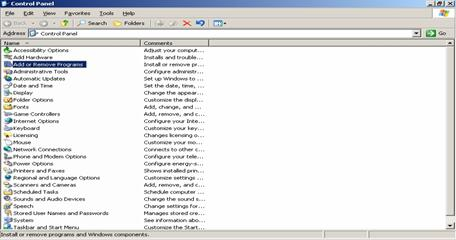 Control Panel
File Edit View Favorites Tools Help
Back Search Folders
Address Control Panel Go
Name Comments
Accessibility Options Adjust your comput...
Add Hardware Installs and trouble...
Add or Remove Programs Install or remove pr...
Administrative Tools Configure administr...
Automatic Updates Set up Windows to ...
Date and Time Set the date, time, ...
Display Change the appear...
Folder Options Customize the displ...
Fonts Add, change, and ...
Game Controllers Add, remove, and c...
Internet Options Configure your Inte...
Keyboard Customize your key...
Licensing Changes licensing o...
Mouse Customize your mo...
Network Connections Connects to other c...
Phone and Modem Options Configure your tele...
Power Options Configure energy-s...
Printers and Faxes Shows installed prin...
Regional and Language Options Customize settings ...
Scanners and Cameras Add, remove, and c...
Scheduled Tasks Schedule comput...
Sounds and Audio Devices Change the sound ...
Speech Change settings for...
Stored User Names and Passwords Manages stored cre...
System See information abo...
Taskbar and Start Menu Customize the Start...
Install or remove programs and Windows components.